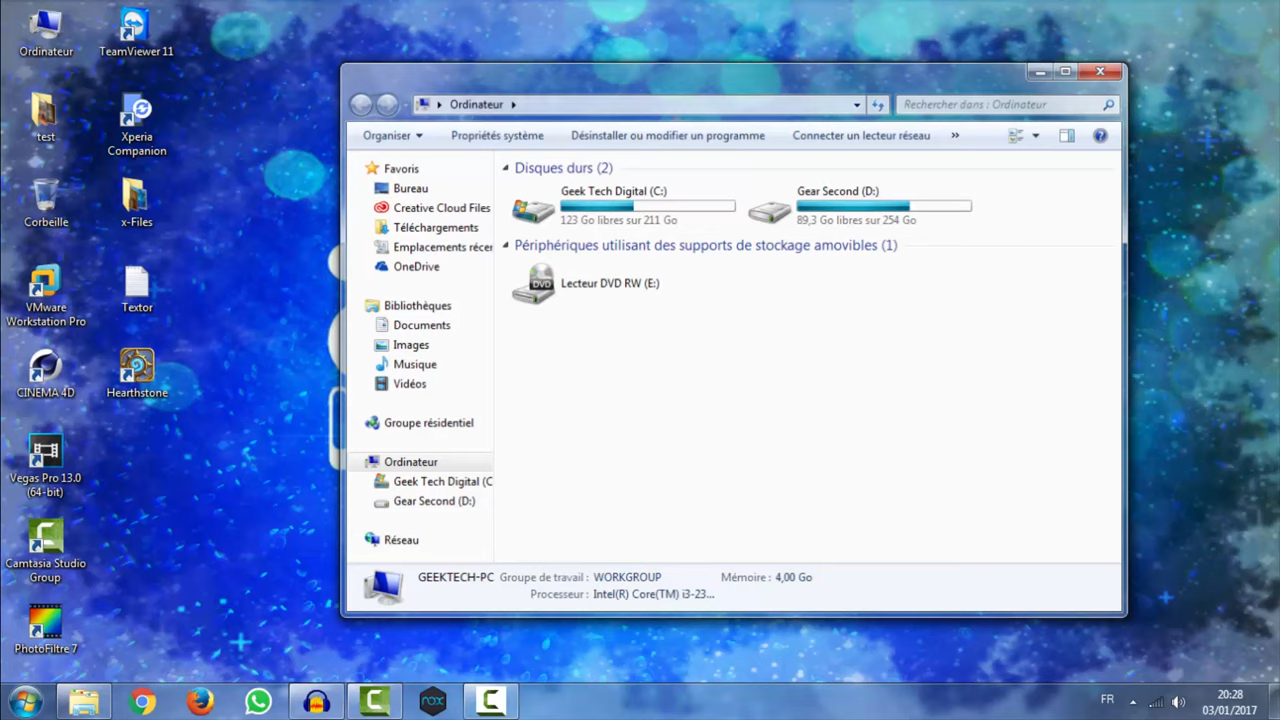 Ordinateur
TeamViewer 11
test
Xperia
Companion
Corbeille
x-Files
VMware
Workstation Pro
Textor
CINEMA 4D
Hearthstone
Vegas Pro 13.0
(64-bit)
Camtasia Studio
Group
PhotoFiltre 7
Ordinateur
Rechercher dans : Ordinateur
Organiser
Propriétés système
Désinstaller ou modifier un programme
Connecter un lecteur réseau
»
Favoris
Bureau
Creative Cloud Files
Téléchargements
Emplacements récer
OneDrive
Bibliothèques
Documents
Images
Musique
Vidéos
Groupe résidentiel
Ordinateur
Geek Tech Digital (C
Gear Second (D:)
Réseau
Disques durs (2)
Geek Tech Digital (C:)
123 Go libres sur 211 Go
Gear Second (D:)
89,3 Go libres sur 254 Go
Périphériques utilisant des supports de stockage amovibles (1)
DVD
Lecteur DVD RW (E:)
GEEKTECH-PC Groupe de travail : WORKGROUP Mémoire : 4,00 Go
Processeur : Intel(R) Core(TM) i3-23...
nox
FR
20:28
03/01/2017